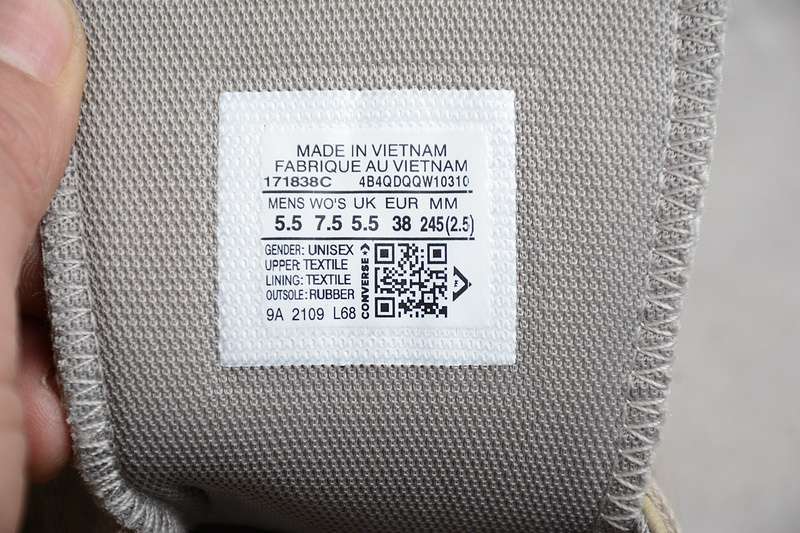 MADE IN VIETNAM
FABRIQUE AU VIETNAM
171838C 4B4QDQQW10310
MENS WO'S UK EUR MM
5.5 7.5 5.5 38 245(2.5)
GENDER: UNISEX
UPPER: TEXTILE
LINING: TEXTILE
OUTSOLE: RUBBER
9A 2109 L68
CONVERSE